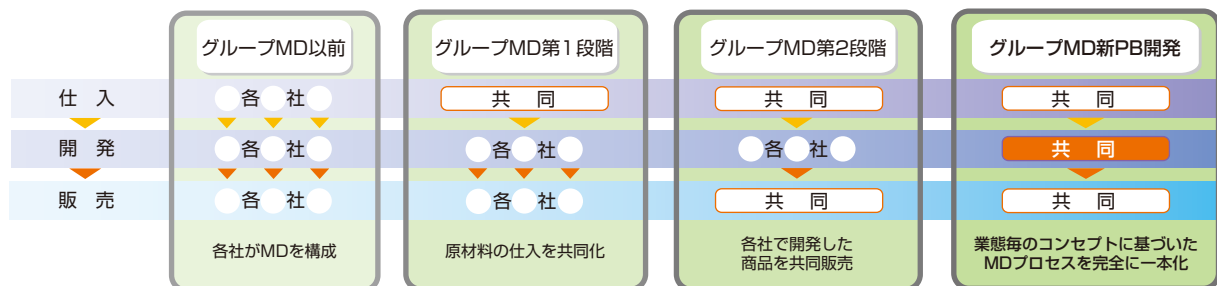 グループMD以前
グループMD第1段階
グループMD第2段階
グループMD新PB開発
仕 入
各 社
共 同
共 同
共 同
開 発
各 社
各 社
各 社
共 同
販 売
各 社
各 社
共 同
共 同
各社がMDを構成
原材料の仕入を共同化
各社で開発した
商品を共同販売
業態毎のコンセプトに基づいた
MDプロセスを完全に一本化